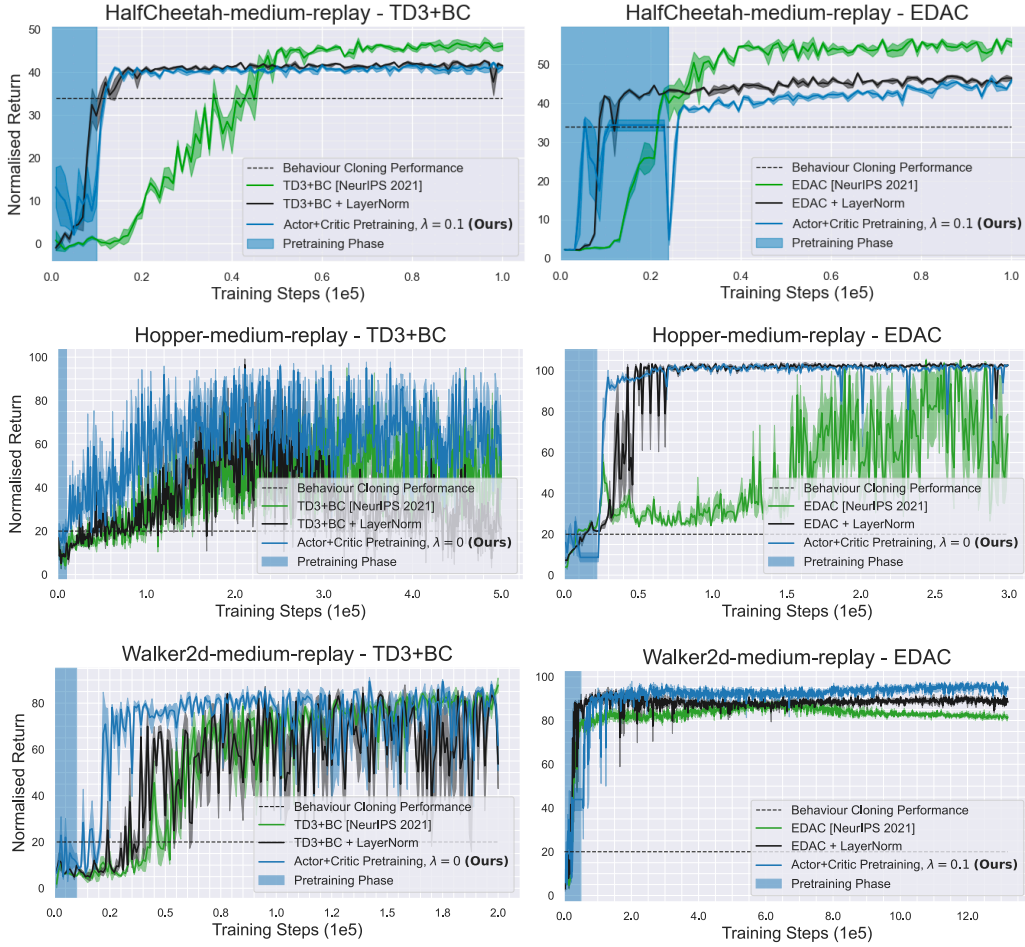 HalfCheetah-medium-replay - TD3+BC
Normalised Return
50
40
30
20
10
0
Behaviour Cloning Performance
TD3+BC [NeurIPS 2021]
TD3+BC + LayerNorm
Actor+Critic Pretraining, λ = 0.1 (Ours)
Pretraining Phase
0.0 0.2 0.4 0.6 0.8 1.0
Training Steps (1e5)
HalfCheetah-medium-replay - EDAC
60
50
40
30
20
10
0
Behaviour Cloning Performance
EDAC [NeurIPS 2021]
EDAC + LayerNorm
Actor+Critic Pretraining, λ = 0.1 (Ours)
Pretraining Phase
0.0 0.2 0.4 0.6 0.8 1.0
Training Steps (1e5)
Hopper-medium-replay - TD3+BC
Normalised Return
100
80
60
40
20
0
Behaviour Cloning Performance
TD3+BC [NeurIPS 2021]
TD3+BC + LayerNorm
Actor+Critic Pretraining, λ = 0 (Ours)
Pretraining Phase
0.0 1.0 2.0 3.0 4.0 5.0
Training Steps (1e5)
Hopper-medium-replay - EDAC
100
80
60
40
20
0
Behaviour Cloning Performance
EDAC [NeurIPS 2021]
EDAC + LayerNorm
Actor+Critic Pretraining, λ = 0 (Ours)
Pretraining Phase
0.0 0.5 1.0 1.5 2.0 2.5 3.0
Training Steps (1e5)
Walker2d-medium-replay - TD3+BC
Normalised Return
80
60
40
20
0
Behaviour Cloning Performance
TD3+BC [NeurIPS 2021]
TD3+BC + LayerNorm
Actor+Critic Pretraining, λ = 0 (Ours)
Pretraining Phase
0.0 0.2 0.5 0.8 1.0 1.2 1.5 1.8 2.0
Training Steps (1e5)
Walker2d-medium-replay - EDAC
100
80
60
40
20
0
Behaviour Cloning Performance
EDAC [NeurIPS 2021]
EDAC + LayerNorm
Actor+Critic Pretraining, λ = 0.1 (Ours)
Pretraining Phase
0.0 2.0 4.0 6.0 8.0 10.0 12.0
Training Steps (1e5)